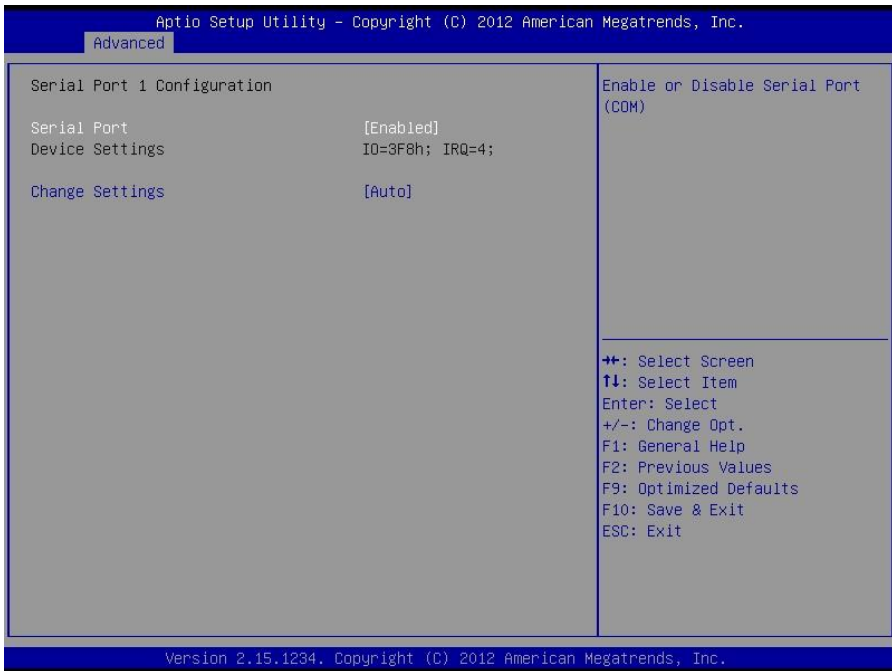 Aptio Setup Utility – Copyright (C) 2012 American Megatrends, Inc.
Advanced
Serial Port 1 Configuration
Serial Port [Enabled]
Device Settings IO=3F8h; IRQ=4;
Change Settings [Auto]
Enable or Disable Serial Port
(COM)
→←: Select Screen
↑↓: Select Item
Enter: Select
+/-: Change Opt.
F1: General Help
F2: Previous Values
F9: Optimized Defaults
F10: Save & Exit
ESC: Exit
Version 2.15.1234. Copyright (C) 2012 American Megatrends, Inc.